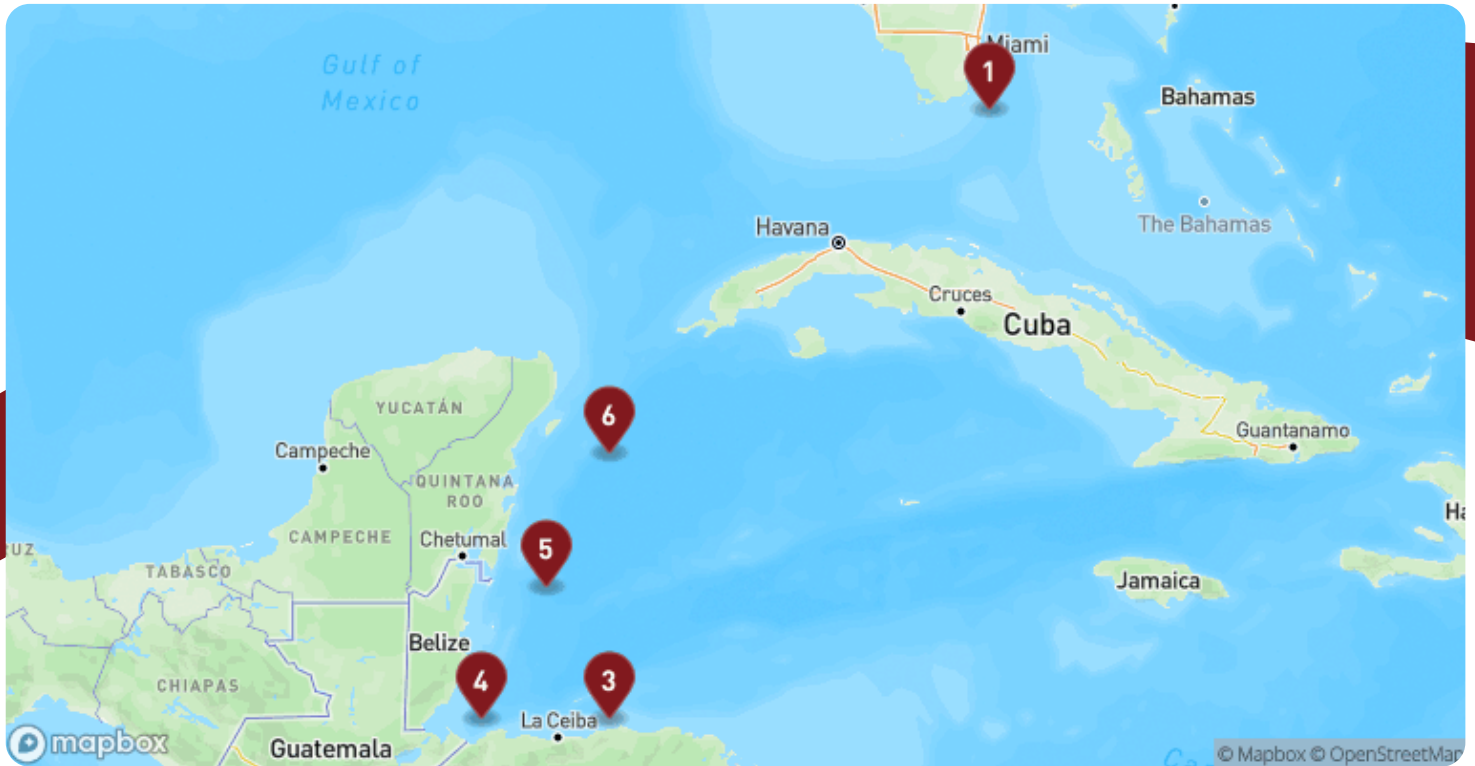 Gulf of
Mexico
Miami
1
Bahamas
Havana
The Bahamas
Cruces
Cuba
6
YUCATÁN
Campeche
Guantanamo
QUINTANA
ROO
5
CAMPECHE
Chetumal
TABASCO
Jamaica
Belize
4
3
CHIAPAS
La Ceiba
Guatemala
mapbox
© Mapbox © OpenStreetMap